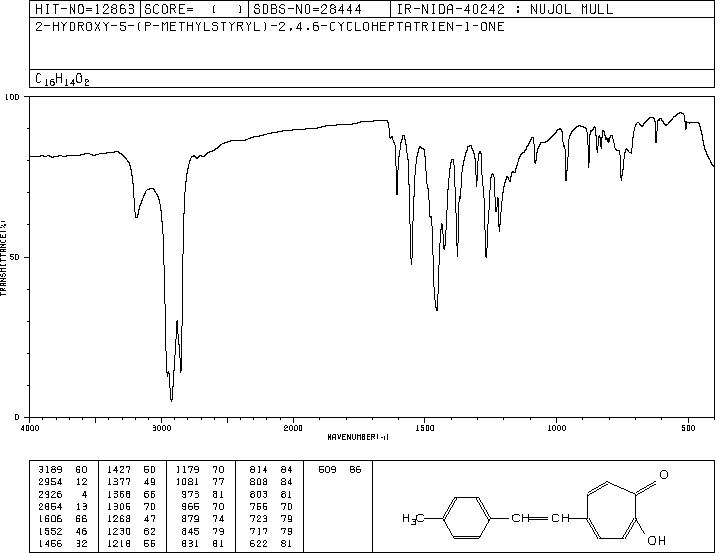 HIT-NO=12863 SCORE= ( ) SDBS-NO=28444 IR-NIDA-40242 : NUJOL MULL
2-HYDROXY-5-(P-METHYLSTYRYL)-2,4,6-CYCLOHEPTATRIEN-1-ONE
C16H14O2
100
50
0
TRANSMITTANCE(%)
4000 3000 2000 1500 1000 500
WAVENUMBER(-1)
3189 60 1427 50 1179 70 814 84 509 86
2954 12 1377 49 1081 77 808 84
2926 4 1368 66 973 81 803 81
2854 13 1306 70 966 70 756 70
1606 66 1268 47 879 74 723 79
1552 46 1230 62 845 79 717 79
1456 32 1218 56 831 81 622 81
O
H3C CH CH
OH